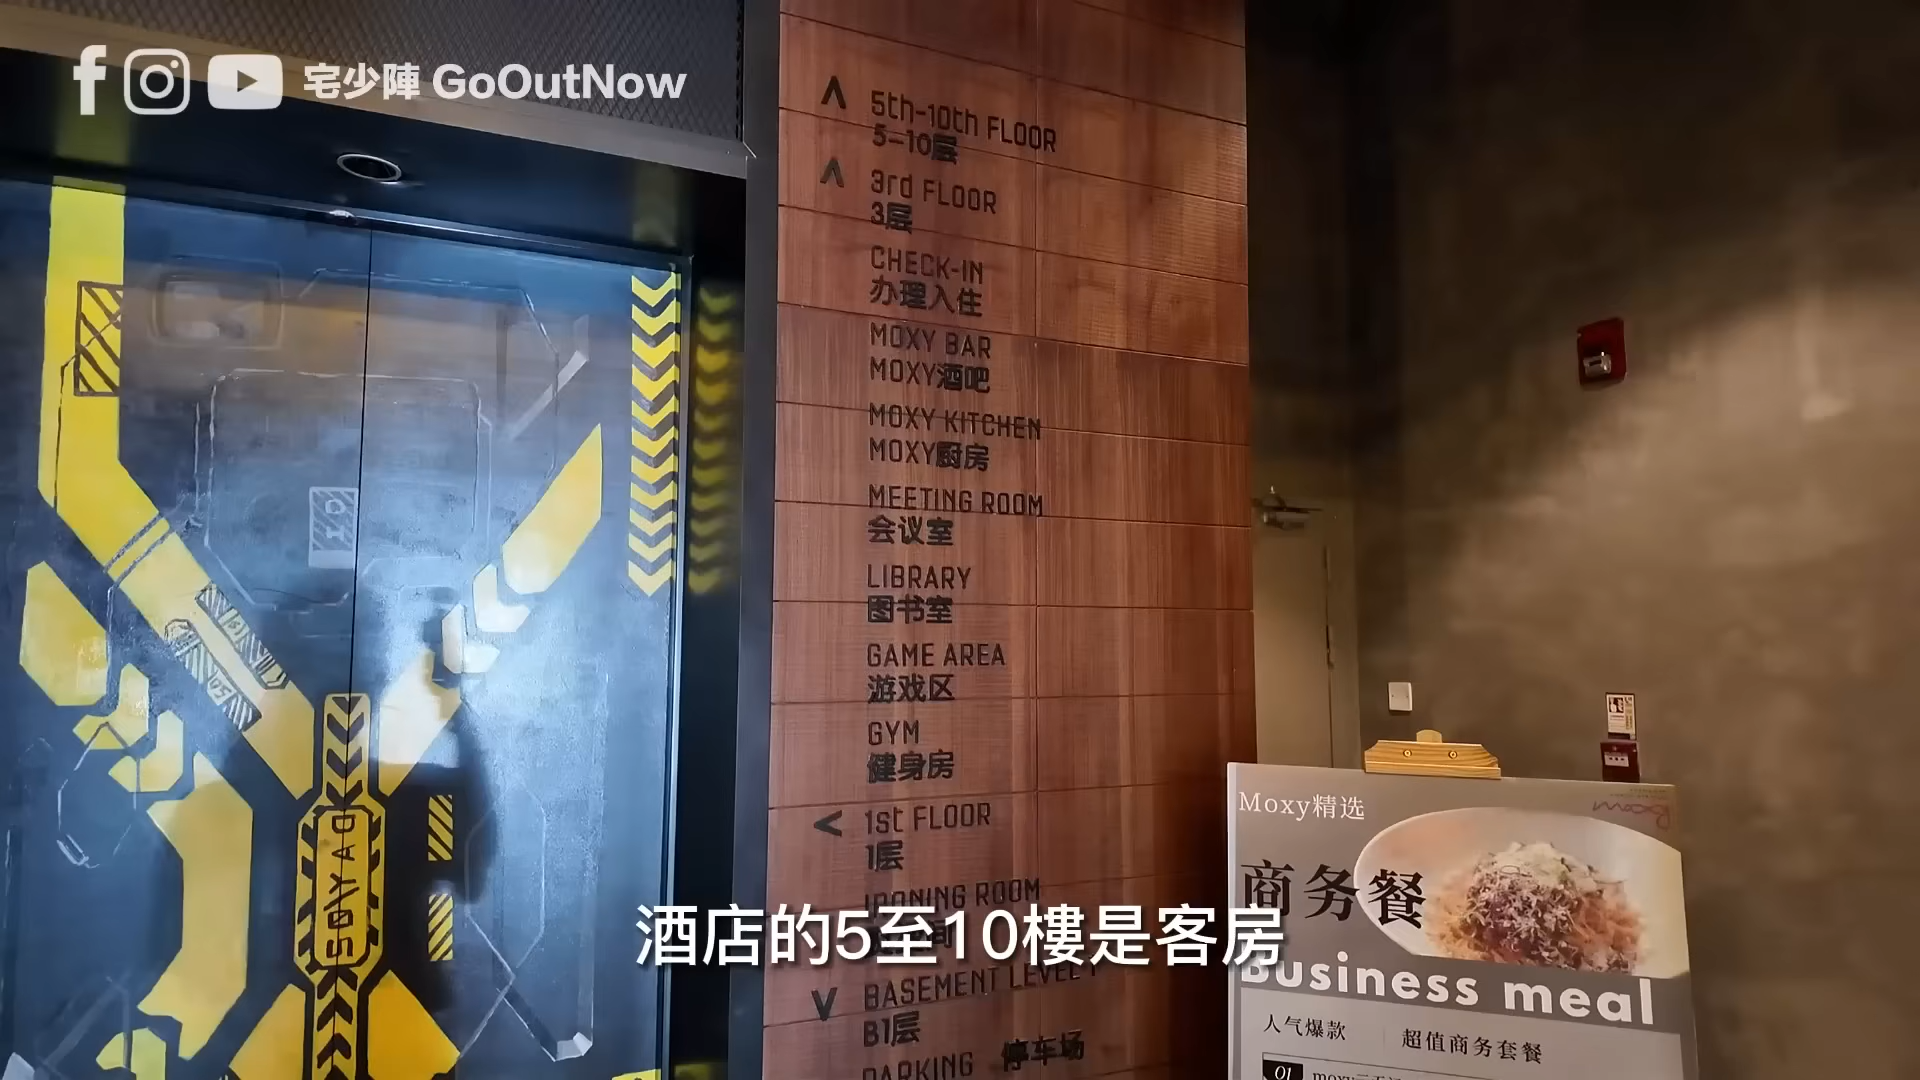 宅少陣 GoOutNow
5th-10th FLOOR
5-10层
3rd FLOOR
3层
CHECK-IN
办理入住
MOXY BAR
MOXY酒吧
MOXY KITCHEN
MOXY厨房
MEETING ROOM
会议室
LIBRARY
图书室
GAME AREA
游戏区
GYM
健身房
1st FLOOR
1层
IRONING ROOM
酒店的5至10樓是客房
BASEMENT LEVEL 1
B1层
PARKING 停车场
Moxy精选
商务餐
Business meal
人气爆款 超值商务套餐
01